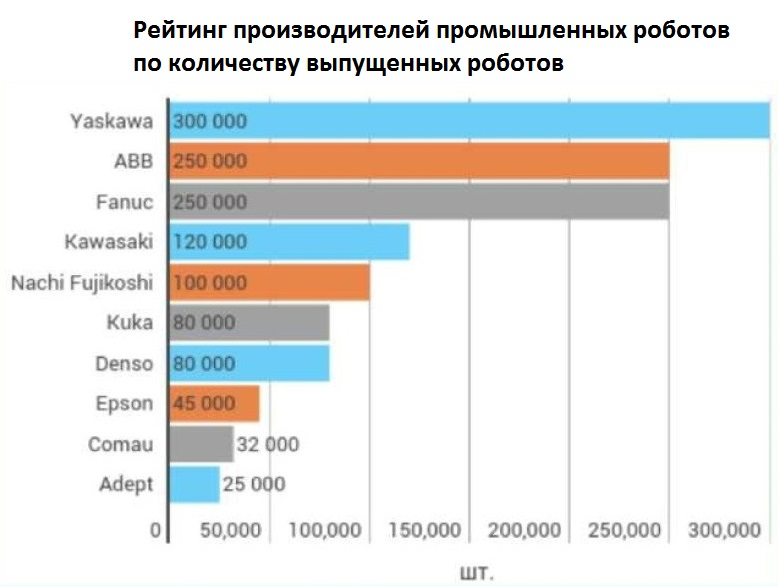 Рейтинг производителей промышленных роботов
по количеству выпущенных роботов
Yaskawa 300 000
ABB 250 000
Fanuc 250 000
Kawasaki 120 000
Nachi Fujikoshi 100 000
Kuka 80 000
Denso 80 000
Epson 45 000
Comau 32 000
Adept 25 000
0 50,000 100,000 150,000 200,000 250,000 300,000
шт.